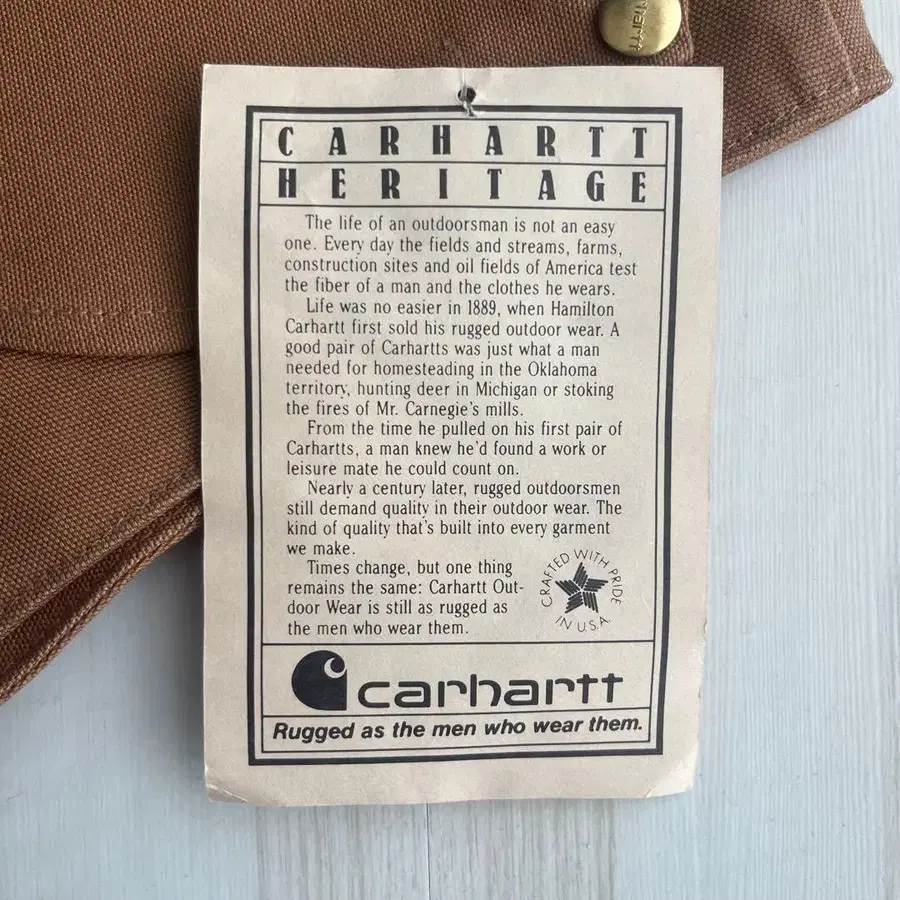 CARHARTT
HERITAGE
The life of an outdoorsman is not an easy
one. Every day the fields and streams, farms,
construction sites and oil fields of America test
the fiber of a man and the clothes he wears.
Life was no easier in 1889, when Hamilton
Carhartt first sold his rugged outdoor wear. A
good pair of Carhartts was just what a man
needed for homesteading in the Oklahoma
territory, hunting deer in Michigan or stoking
the fires of Mr. Carnegie's mills.
From the time he pulled on his first pair of
Carhartts, a man knew he'd found a work or
leisure mate he could count on.
Nearly a century later, rugged outdoorsmen
still demand quality in their outdoor wear. The
kind of quality that's built into every garment
we make.
Times change, but one thing
remains the same: Carhartt Out-
door Wear is still as rugged as
the men who wear them.
CRAFTED WITH PRIDE
IN U.S.A.
carhartt
Rugged as the men who wear them.